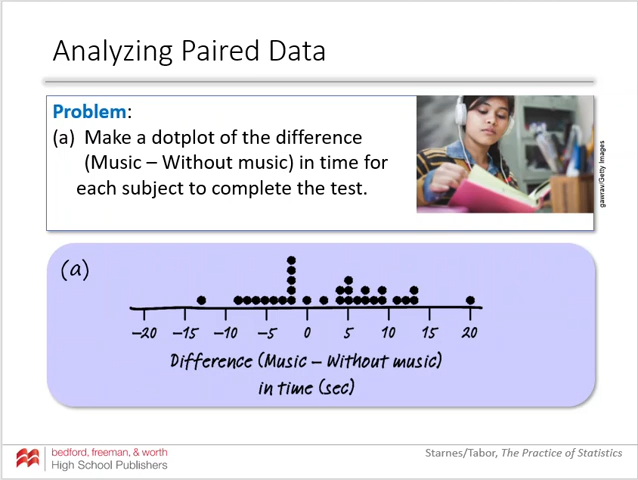 Analyzing Paired Data
Problem:
(a) Make a dotplot of the difference
(Music – Without music) in time for
each subject to complete the test.
gawrav/Getty Images
(a)
–20 –15 –10 –5 0 5 10 15 20
Difference (Music – Without music)
in time (sec)
bedford, freeman, & worth
High School Publishers
Starnes/Tabor, The Practice of Statistics